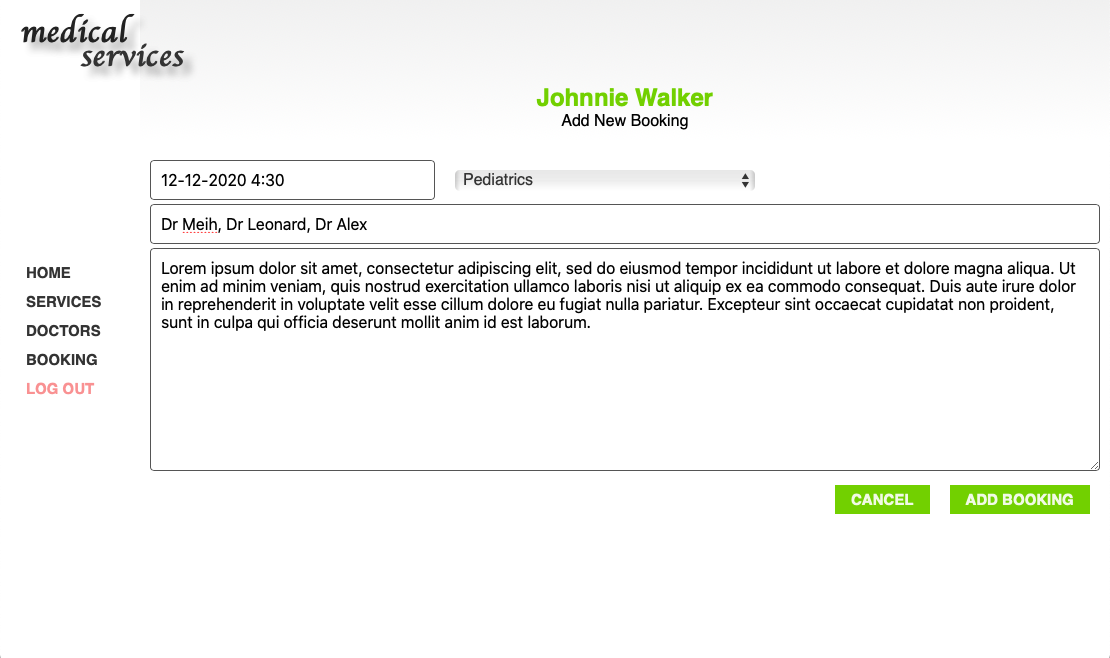 medical
services
Johnnie Walker
Add New Booking
12-12-2020 4:30
Pediatrics
Dr Meih, Dr Leonard, Dr Alex
Lorem ipsum dolor sit amet, consectetur adipiscing elit, sed do eiusmod tempor incididunt ut labore et dolore magna aliqua. Ut
enim ad minim veniam, quis nostrud exercitation ullamco laboris nisi ut aliquip ex ea commodo consequat. Duis aute irure dolor
in reprehenderit in voluptate velit esse cillum dolore eu fugiat nulla pariatur. Excepteur sint occaecat cupidatat non proident,
sunt in culpa qui officia deserunt mollit anim id est laborum.
HOME
SERVICES
DOCTORS
BOOKING
LOG OUT
CANCEL
ADD BOOKING